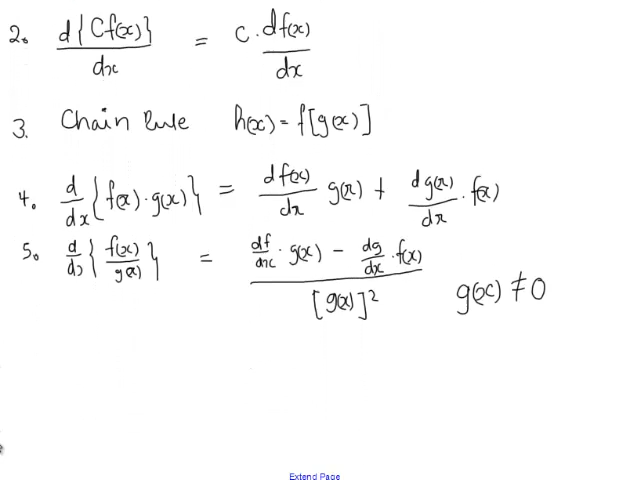 2. d{Cf(x)}/dx = c · df(x)/dx
3. Chain Rule h(x) = f[g(x)]
4. d/dx {f(x) · g(x)} = df(x)/dx g(x) + dg(x)/dx · f(x)
5. d/dx {f(x)/g(x)} = (df/dx · g(x) − dg/dx · f(x))/[g(x)]² g(x) ≠ 0
Extend Page